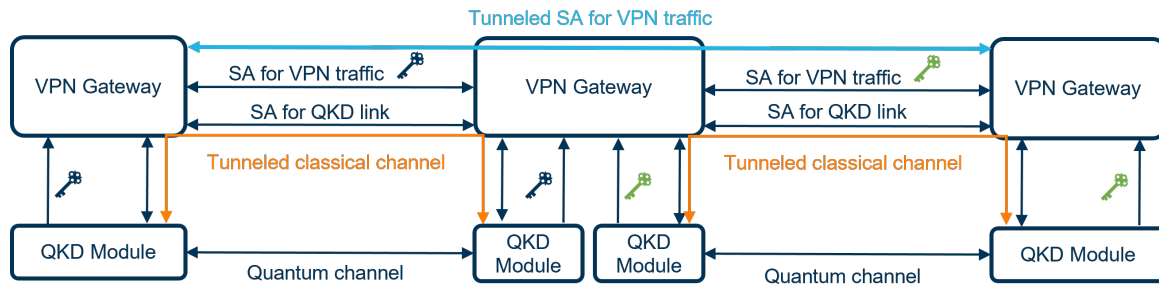 Tunneled SA for VPN traffic
VPN Gateway
SA for VPN traffic
VPN Gateway
SA for VPN traffic
VPN Gateway
SA for QKD link
SA for QKD link
Tunneled classical channel
Tunneled classical channel
QKD Module
QKD
Module
QKD
Module
QKD Module
Quantum channel
Quantum channel